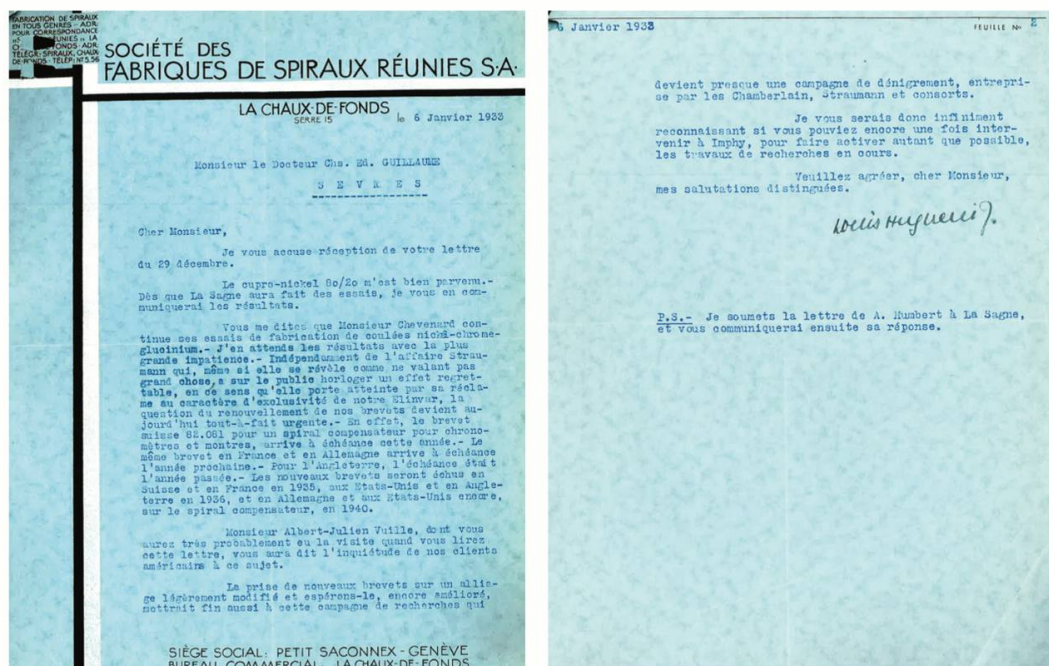 FABRICATION DE SPIRAUX
EN TOUS GENRES - ADR.
POUR CORRESPONDANCE
UNIES „ LA
FONDS - ADR.
TÉLÉGR: SPIRAUX, CHAUX
DE-FONDS - TÉLÉP: Nº 5.56
SOCIÉTÉ DES
FABRIQUES DE SPIRAUX RÉUNIES S·A·
LA CHAUX-DE-FONDS
SERRE 15
le 6 Janvier 1933
Monsieur le Docteur Chs. Ed. GUILLAUME
S E V R E S
Cher Monsieur,
Je vous accuse réception de votre lettre
du 29 décembre.
Le cupro-nickel 80/20 m'est bien parvenu.-
Dès que La Sagne aura fait des essais, je vous en com-
muniquerai les résultats.
Vous me dites que Monsieur Chevenard con-
tinue ses essais de fabrication de coulées nickel-chrome-
glucinium.- J'en attends les résultats avec la plus
grande impatience.- Indépendamment de l'affaire Strau-
mann qui, même si elle se révèle comme ne valant pas
grand chose, a sur le public horloger un effet regret-
table, en ce sens qu'elle porte atteinte par sa récla-
me au caractère d'exclusivité de notre Elinvar, la
question du renouvellement de nos brevets devient au-
jourd'hui tout-à-fait urgente.- En effet, le brevet
suisse 88.081 pour un spiral compensateur pour chrono-
mètres et montres, arrive à échéance cette année.- Le
même brevet en France et en Allemagne arrive à échéance
l'année prochaine.- Pour l'Angleterre, l'échéance était
l'année passée.- Les nouveaux brevets seront échus en
Suisse et en France en 1935, aux Etats-Unis et en Angle-
terre en 1936, et en Allemagne et aux Etats-Unis encore,
sur le spiral compensateur, en 1940.
Monsieur Albert-Julien Vuille, dont vous
aurez très probablement eu la visite quand vous lirez
cette lettre, vous aura dit l'inquiétude de nos clients
américains à ce sujet.
La prise de nouveaux brevets sur un allia-
ge légèrement modifié et espérons-le, encore amélioré,
mettrait fin aussi à cette campagne de recherches qui
SIÈGE SOCIAL: PETIT SACONNEX - GENÈVE
BUREAU COMMERCIAL: LA CHAUX-DE-FONDS
6 Janvier 1933
FEUILLE Nº 2
devient presque une campagne de dénigrement, entrepri-
se par les Chamberlain, Straumann et consorts.
Je vous serais donc infiniment
reconnaissant si vous pouviez encore une fois inter-
venir à Imphy, pour faire activer autant que possible,
les travaux de recherches en cours.
Veuillez agréer, cher Monsieur,
mes salutations distinguées.
Louis Huguenin
P.S.- Je soumets la lettre de A. Humbert à La Sagne,
et vous communiquerai ensuite sa réponse.